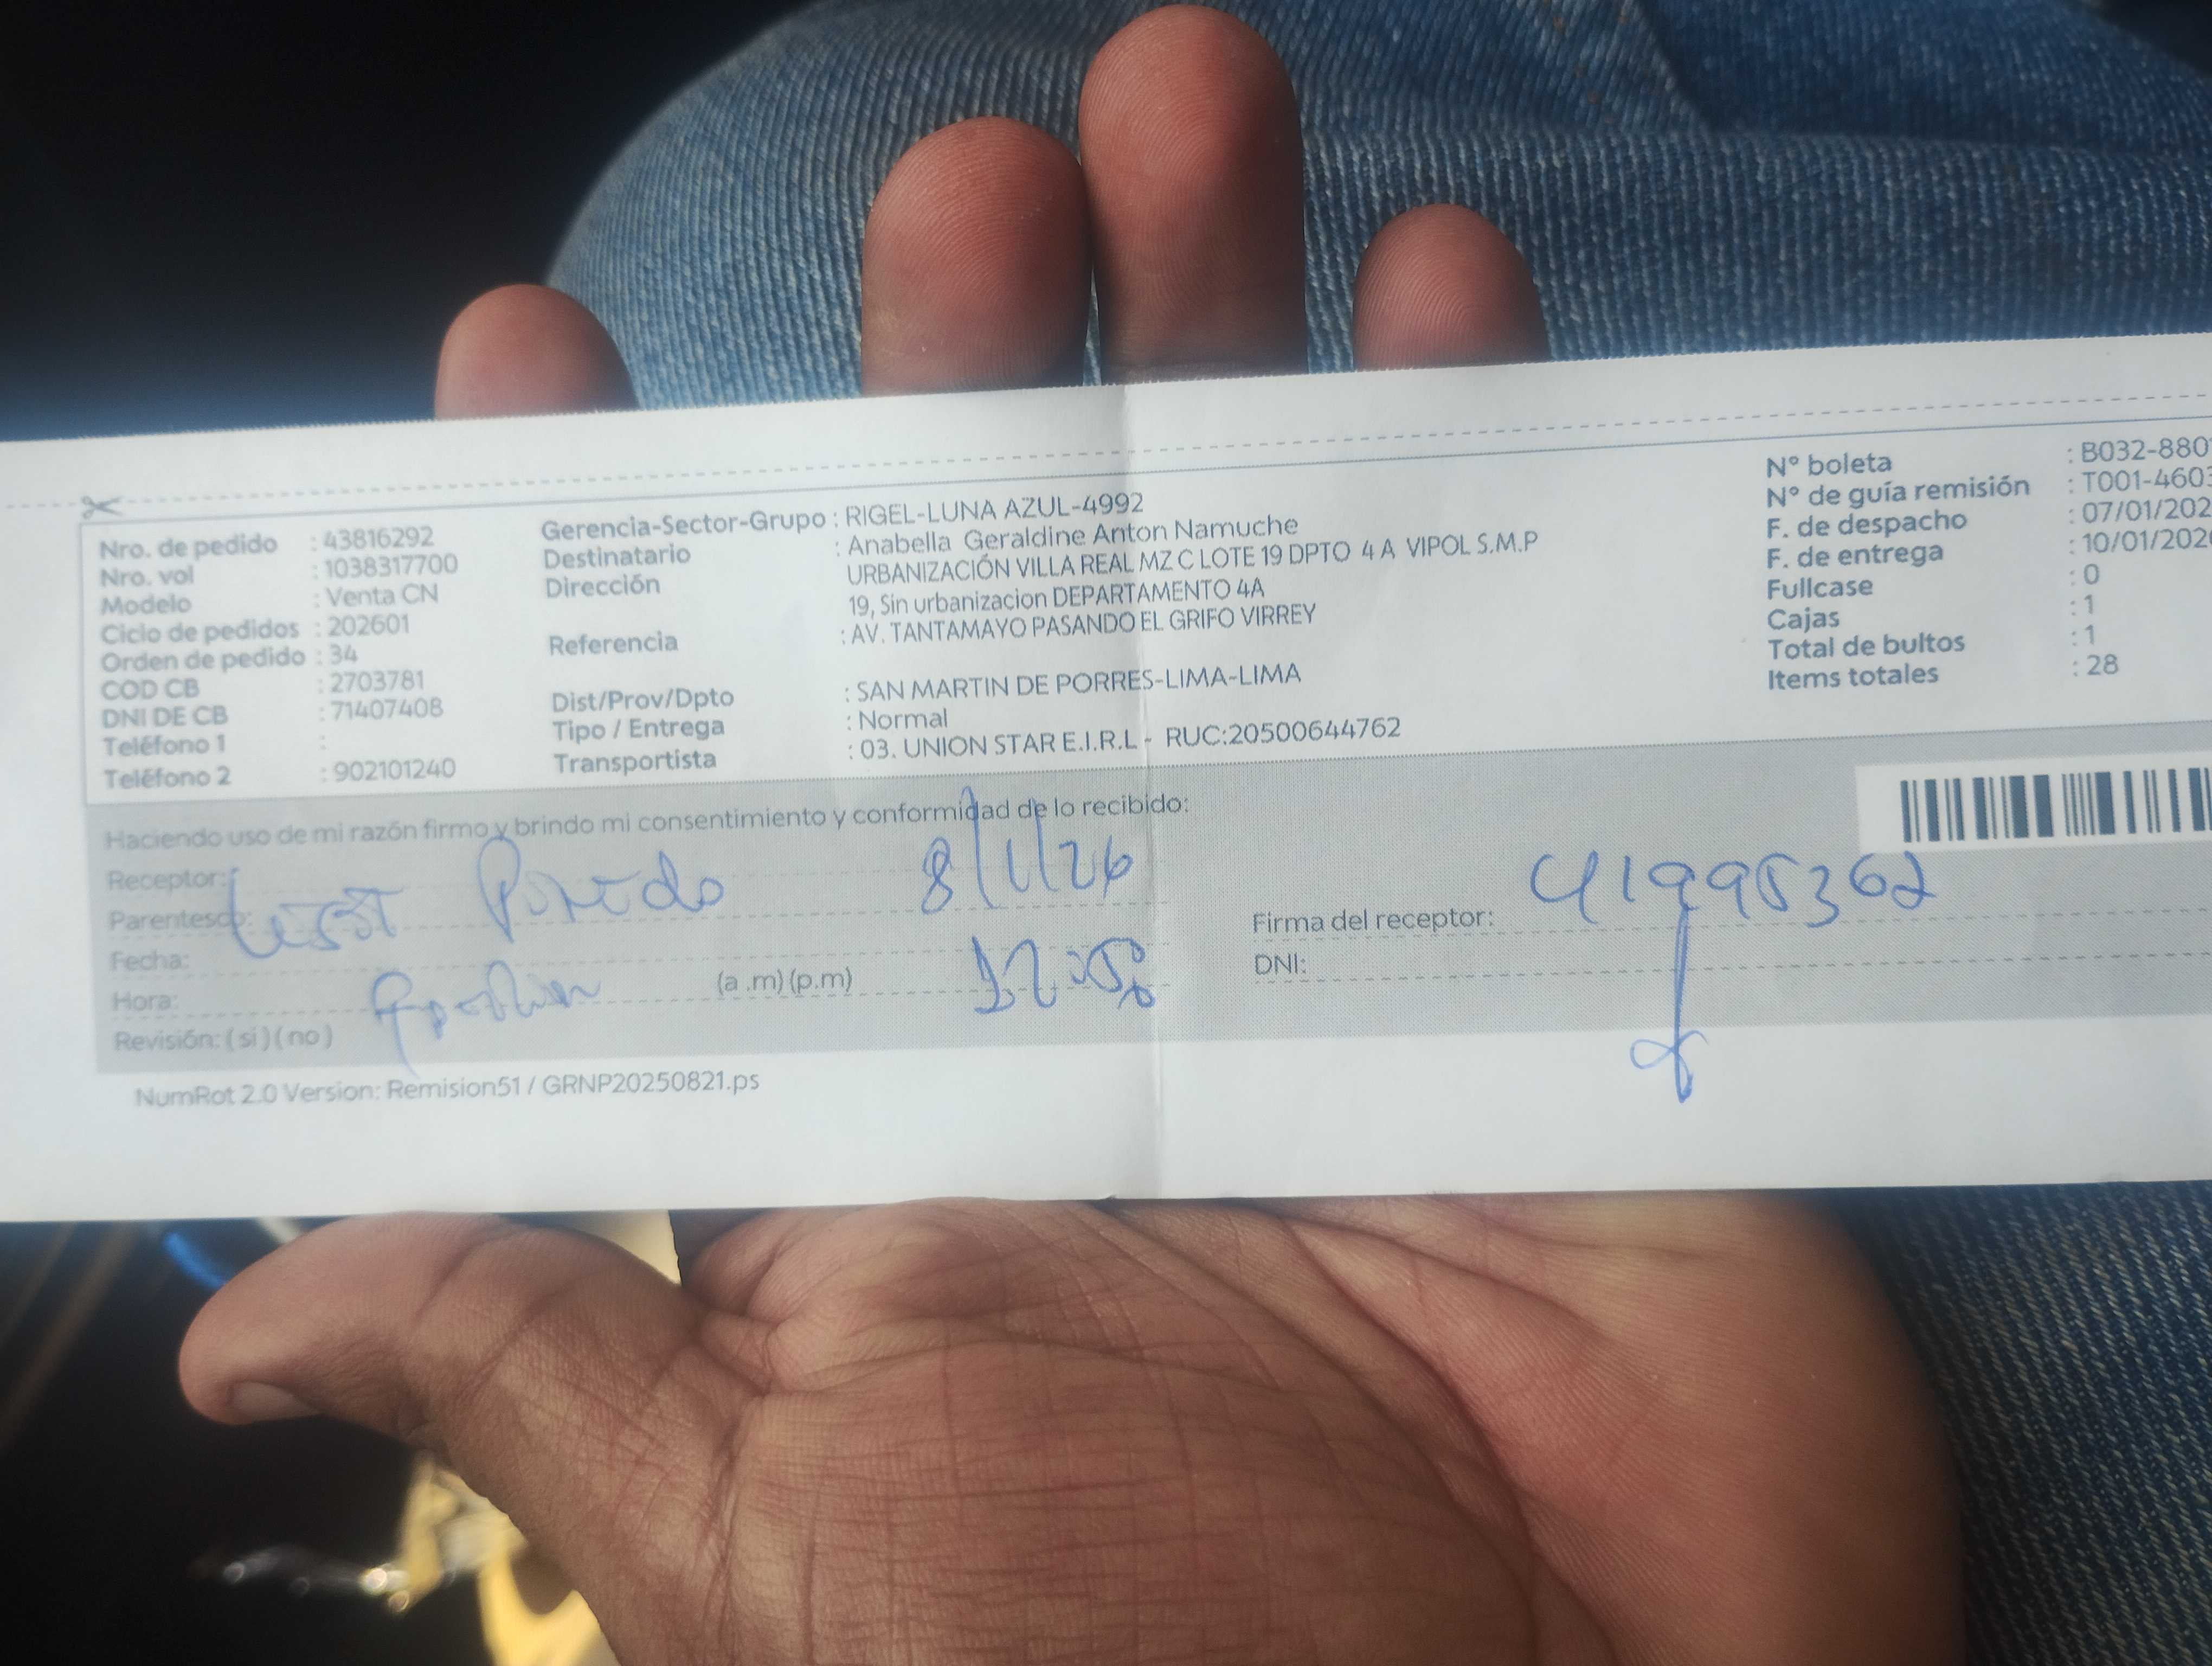 Nro. de pedido : 43816292
Nro. vol : 1038317700
Modelo : Venta CN
Ciclo de pedidos : 202601
Orden de pedido : 34
COD CB : 2703781
DNI DE CB : 71407408
Teléfono 1 :
Teléfono 2 : 902101240
Gerencia-Sector-Grupo : RIGEL-LUNA AZUL-4992
Destinatario : Anabella Geraldine Anton Namuche
Dirección URBANIZACIÓN VILLA REAL MZ C LOTE 19 DPTO 4 A VIPOL S.M.P
19, Sin urbanizacion DEPARTAMENTO 4A
Referencia : AV. TANTAMAYO PASANDO EL GRIFO VIRREY
Dist/Prov/Dpto : SAN MARTIN DE PORRES-LIMA-LIMA
Tipo / Entrega : Normal
Transportista : 03. UNION STAR E.I.R.L - RUC:20500644762
N° boleta : B032-880
N° de guía remisión : T001-460
F. de despacho : 07/01/202
F. de entrega : 10/01/202
Fullcase : 0
Cajas : 1
Total de bultos : 1
Items totales : 28
Haciendo uso de mi razón firmo y brindo mi consentimiento y conformidad de lo recibido:
Receptor:
Parentesco: 8/1/26
Fecha:
Hora: (a .m) (p.m)
Revisión: ( si ) ( no )
Firma del receptor: 41995362
DNI:
NumRot 2.0 Version: Remision51 / GRNP20250821.ps